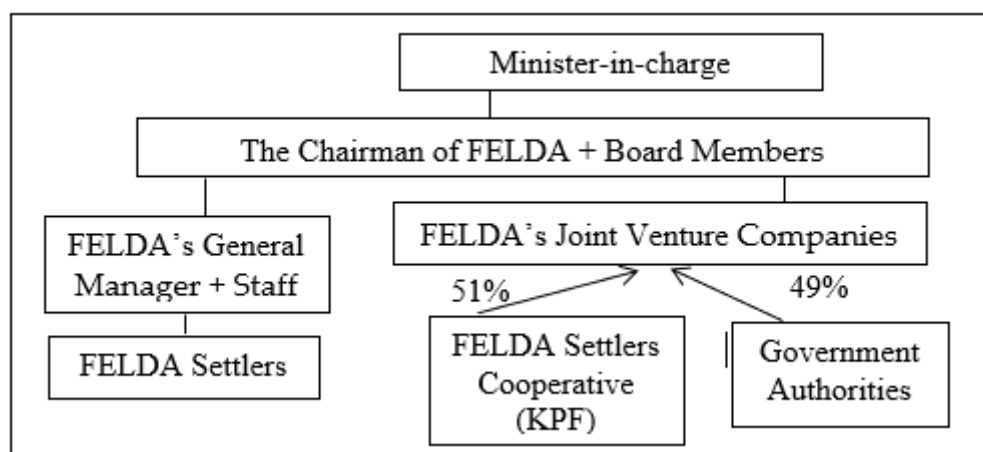 Minister-in-charge
The Chairman of FELDA + Board Members
FELDA's General
Manager + Staff
FELDA's Joint Venture Companies
51%
49%
FELDA Settlers
FELDA Settlers
Cooperative
(KPF)
Government
Authorities